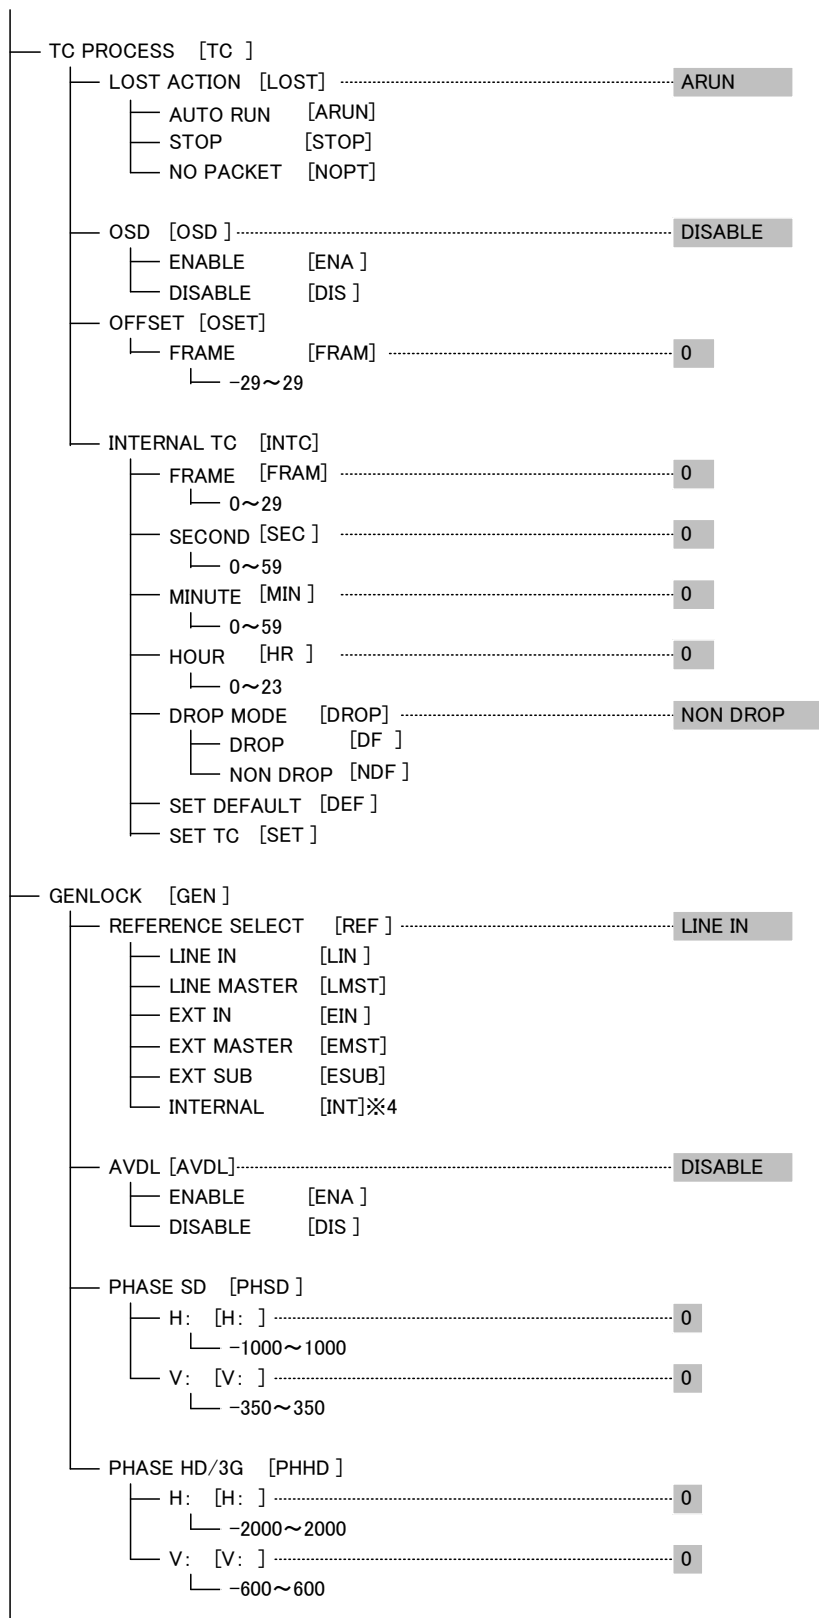 TC PROCESS [TC ]
LOST ACTION [LOST] ARUN
AUTO RUN [ARUN]
STOP [STOP]
NO PACKET [NOPT]
OSD [OSD ] DISABLE
ENABLE [ENA ]
DISABLE [DIS ]
OFFSET [OSET]
FRAME [FRAM] 0
-29～29
INTERNAL TC [INTC]
FRAME [FRAM] 0
0～29
SECOND [SEC ] 0
0～59
MINUTE [MIN ] 0
0～59
HOUR [HR ] 0
0～23
DROP MODE [DROP] NON DROP
DROP [DF ]
NON DROP [NDF ]
SET DEFAULT [DEF ]
SET TC [SET ]
GENLOCK [GEN ]
REFERENCE SELECT [REF ] LINE IN
LINE IN [LIN ]
LINE MASTER [LMST]
EXT IN [EIN ]
EXT MASTER [EMST]
EXT SUB [ESUB]
INTERNAL [INT]※4
AVDL [AVDL] DISABLE
ENABLE [ENA ]
DISABLE [DIS ]
PHASE SD [PHSD ]
H: [H: ] 0
-1000～1000
V: [V: ] 0
-350～350
PHASE HD/3G [PHHD ]
H: [H: ] 0
-2000～2000
V: [V: ] 0
-600～600